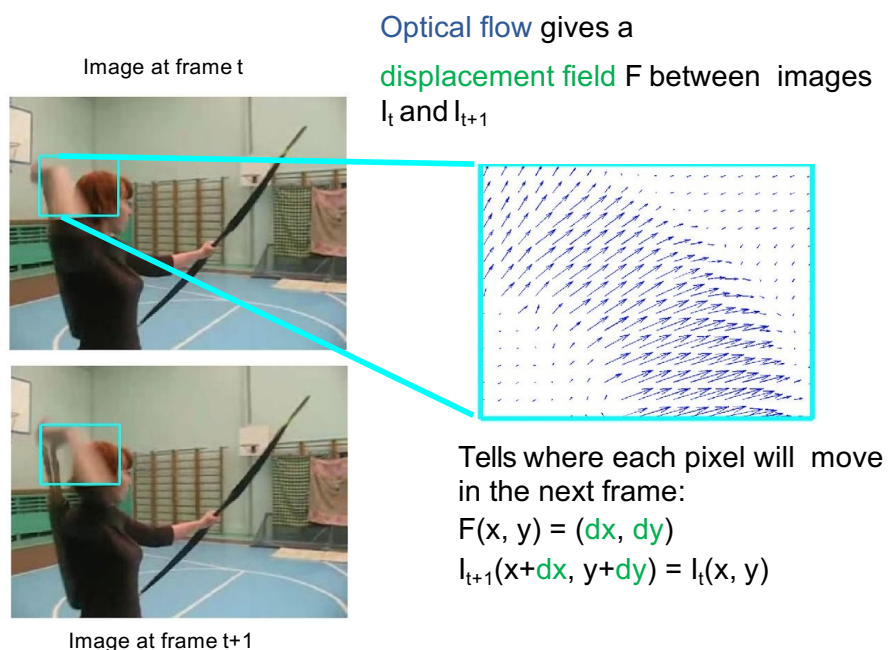 Optical flow gives a
Image at frame t
displacement field F between images
Iₜ and Iₜ₊₁
Tells where each pixel will move
in the next frame:
F(x, y) = (dx, dy)
Iₜ₊₁(x+dx, y+dy) = Iₜ(x, y)
Image at frame t+1